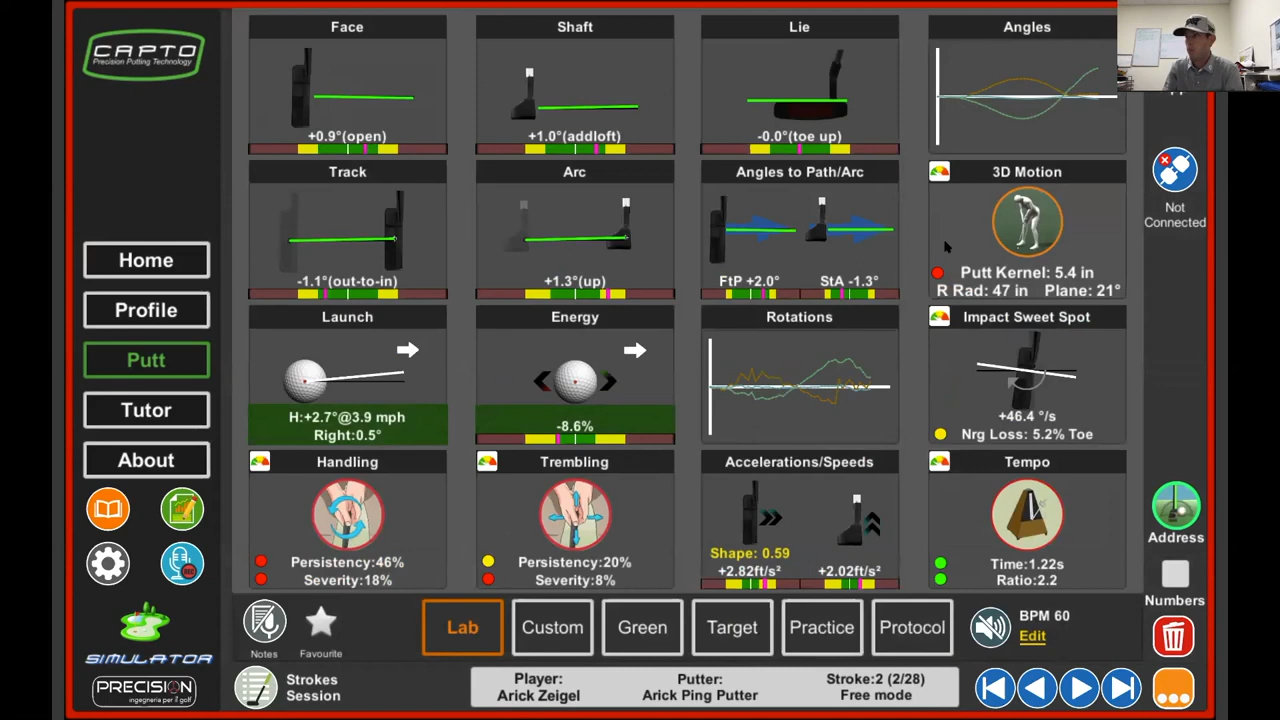 CAPTO
Precision Putting Technology
Home
Profile
Putt
Tutor
About
SIMULATOR
PRECISION
ingegneria per il golf
Face
+0.9°(open)
Shaft
+1.0°(addloft)
Lie
-0.0°(toe up)
Angles
Track
-1.1°(out-to-in)
Arc
+1.3°(up)
Angles to Path/Arc
FtP +2.0° StA -1.3°
3D Motion
Putt Kernel: 5.4 in
R Rad: 47 in Plane: 21°
Launch
H:+2.7°@3.9 mph
Right:0.5°
Energy
-8.6%
Rotations
Impact Sweet Spot
+46.4 °/s
Nrg Loss: 5.2% Toe
Handling
Persistency:46%
Severity:18%
Trembling
Persistency:20%
Severity:8%
Accelerations/Speeds
Shape: 0.59
+2.82ft/s² +2.02ft/s²
Tempo
Time:1.22s
Ratio:2.2
Not
Connected
Address
Numbers
REC
Notes
Favourite
Lab
Custom
Green
Target
Practice
Protocol
BPM 60
Edit
Strokes
Session
Player:
Arick Zeigel
Putter:
Arick Ping Putter
Stroke:2 (2/28)
Free mode